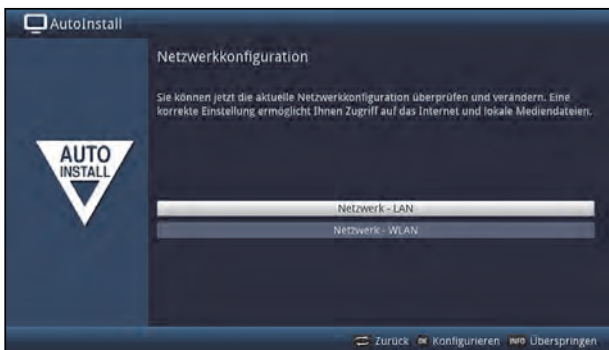 AutoInstall
Netzwerkkonfiguration
Sie können jetzt die aktuelle Netzwerkkonfiguration überprüfen und verändern. Eine
korrekte Einstellung ermöglicht Ihnen Zugriff auf das Internet und lokale Mediendateien.
AUTO
INSTALL
Netzwerk - LAN
Netzwerk - WLAN
Zurück OK Konfigurieren INFO Überspringen